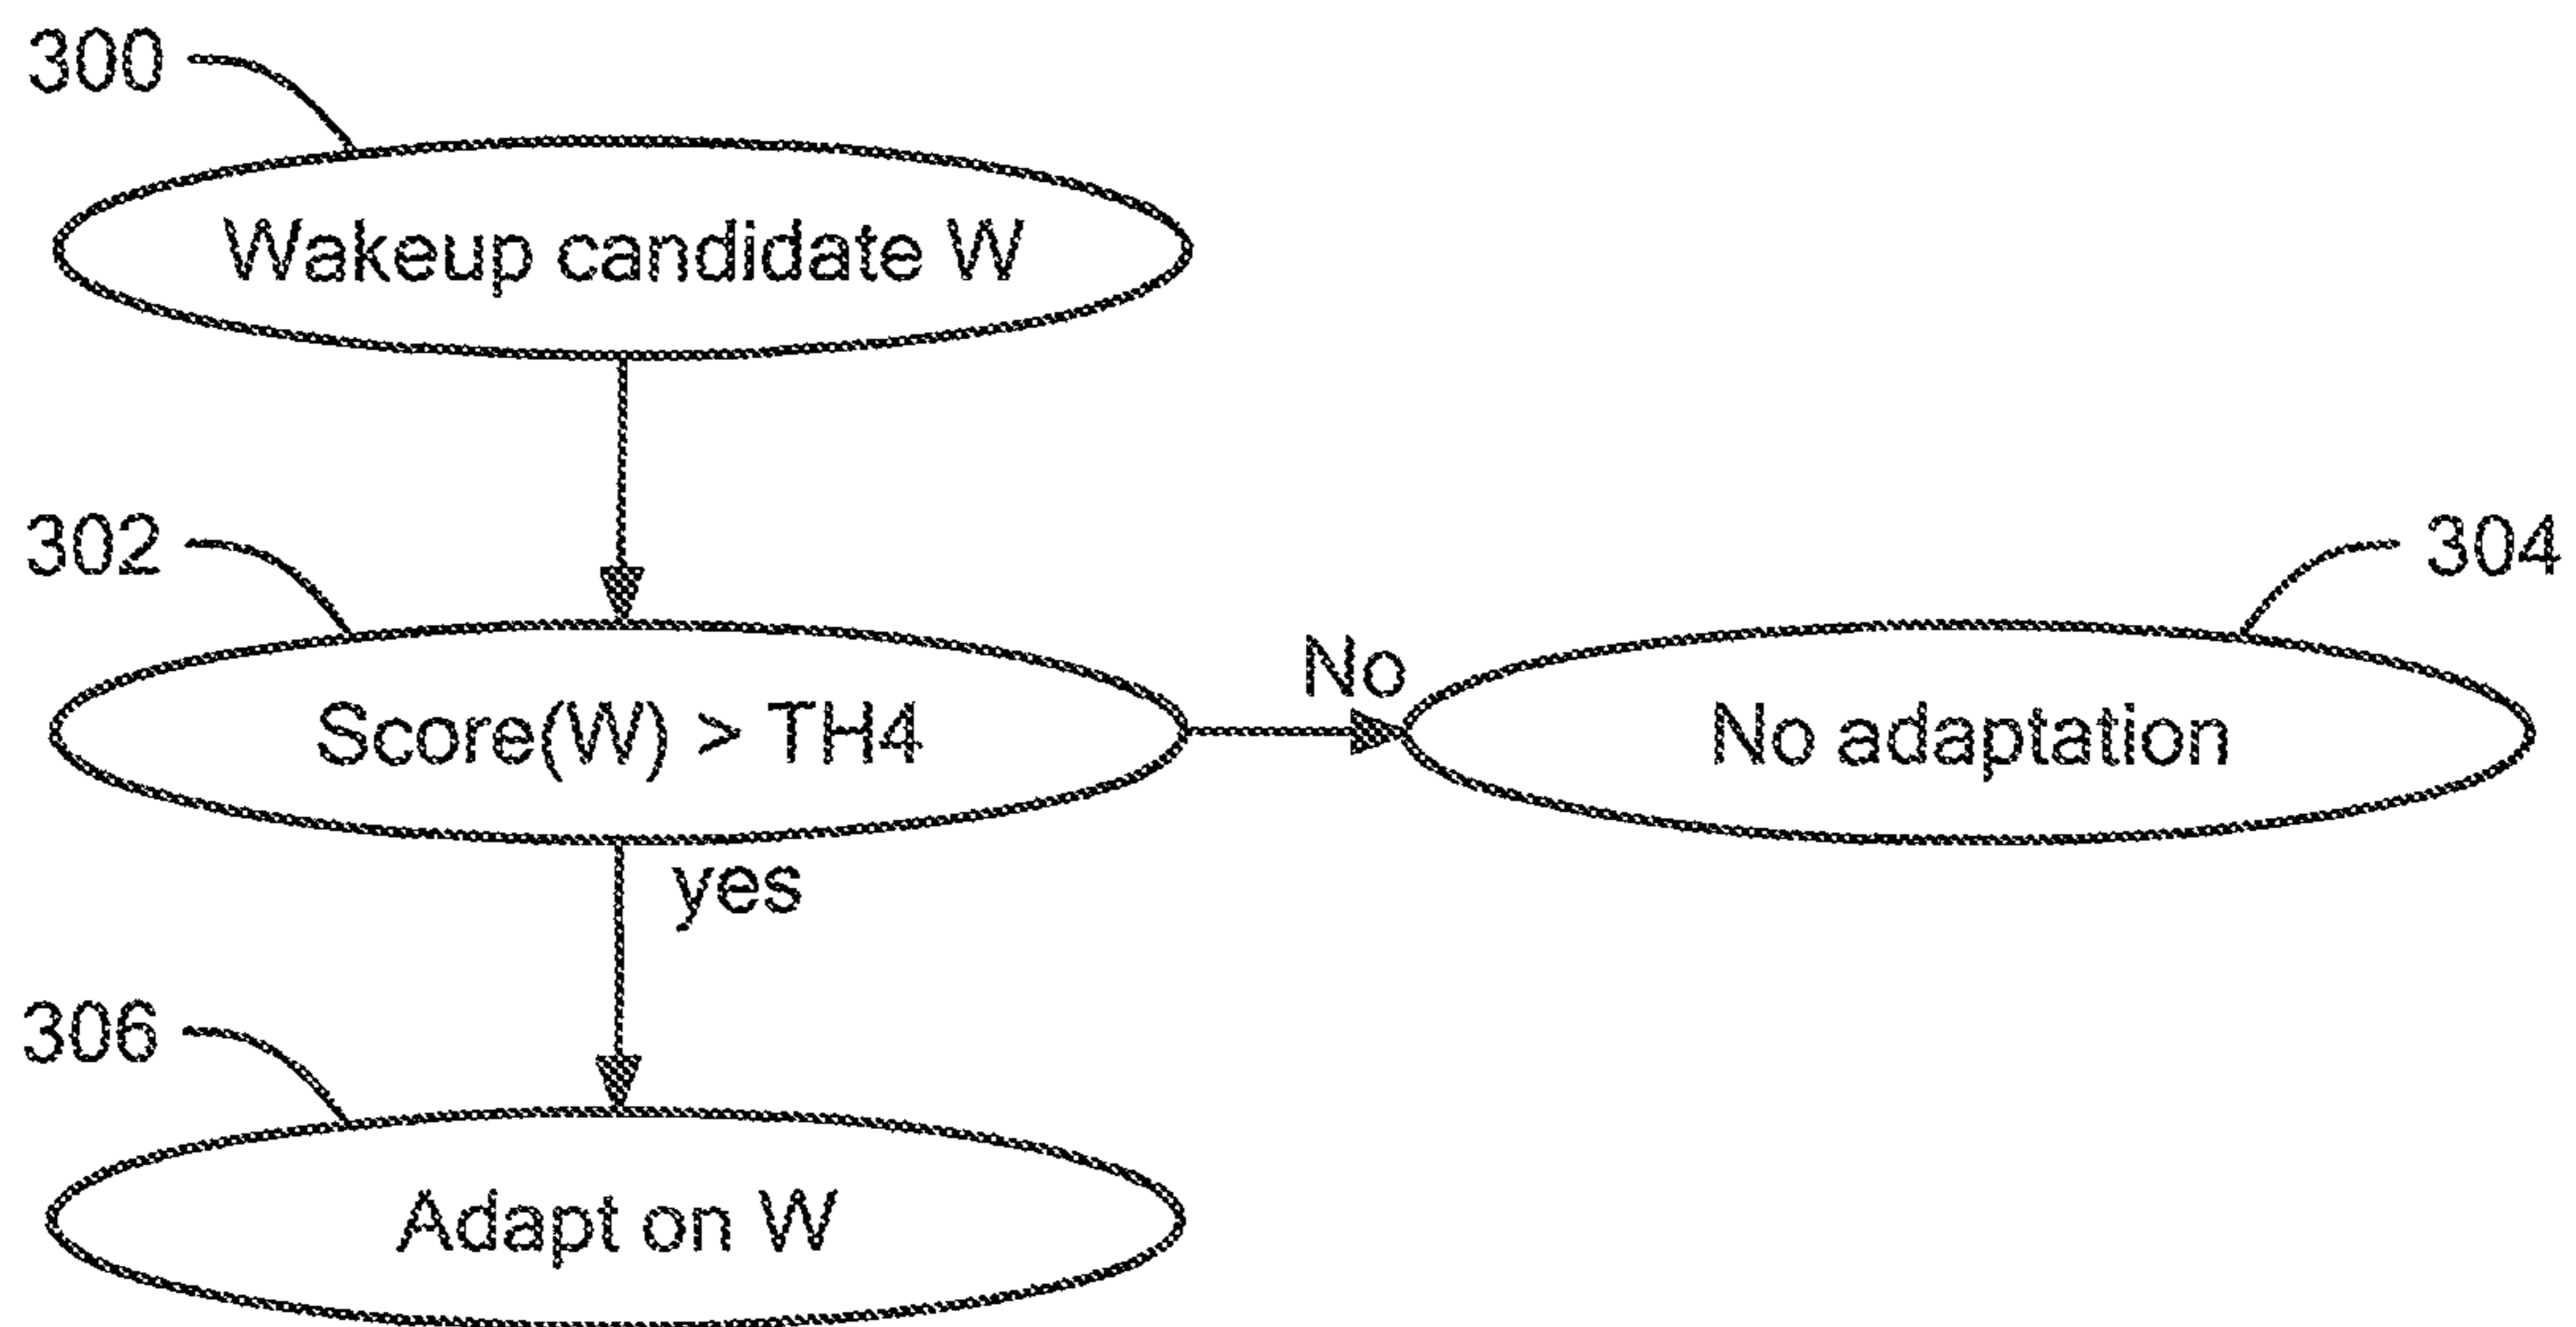 300
Wakeup candidate W
302
304
No
Score(W) > TH4
No adaptation
yes
306
Adapt on W